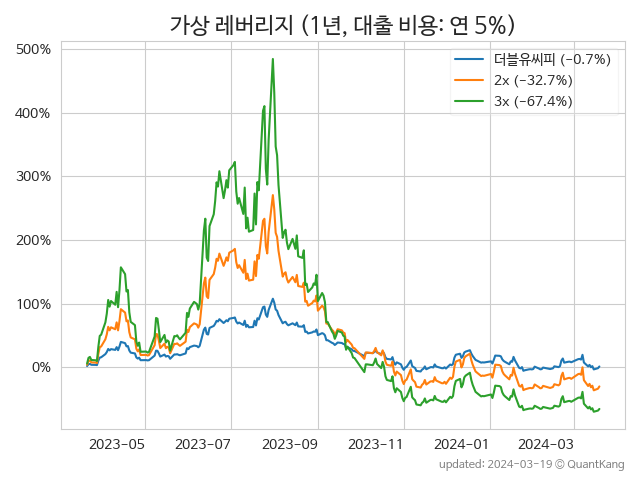 가상 레버리지 (1년, 대출 비용: 연 5%)
500%
400%
300%
200%
100%
0%
더블유씨피 (-0.7%)
2x (-32.7%)
3x (-67.4%)
2023-05
2023-07
2023-09
2023-11
2024-01
2024-03
updated: 2024-03-19 © QuantKang